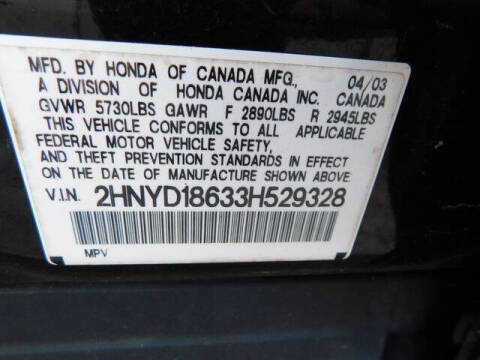 MFD. BY HONDA OF CANADA MFG., 04/03
A DIVISION OF HONDA CANADA INC. CANADA
GVWR 5730LBS GAWR F 2890LBS R 2945LBS
THIS VEHICLE CONFORMS TO ALL APPLICABLE
FEDERAL MOTOR VEHICLE SAFETY,
AND THEFT PREVENTION STANDARDS IN EFFECT
ON THE DATE OF MANUFACTURE SHOWN ABOVE.
V.I.N. 2HNYD18633H529328
MPV